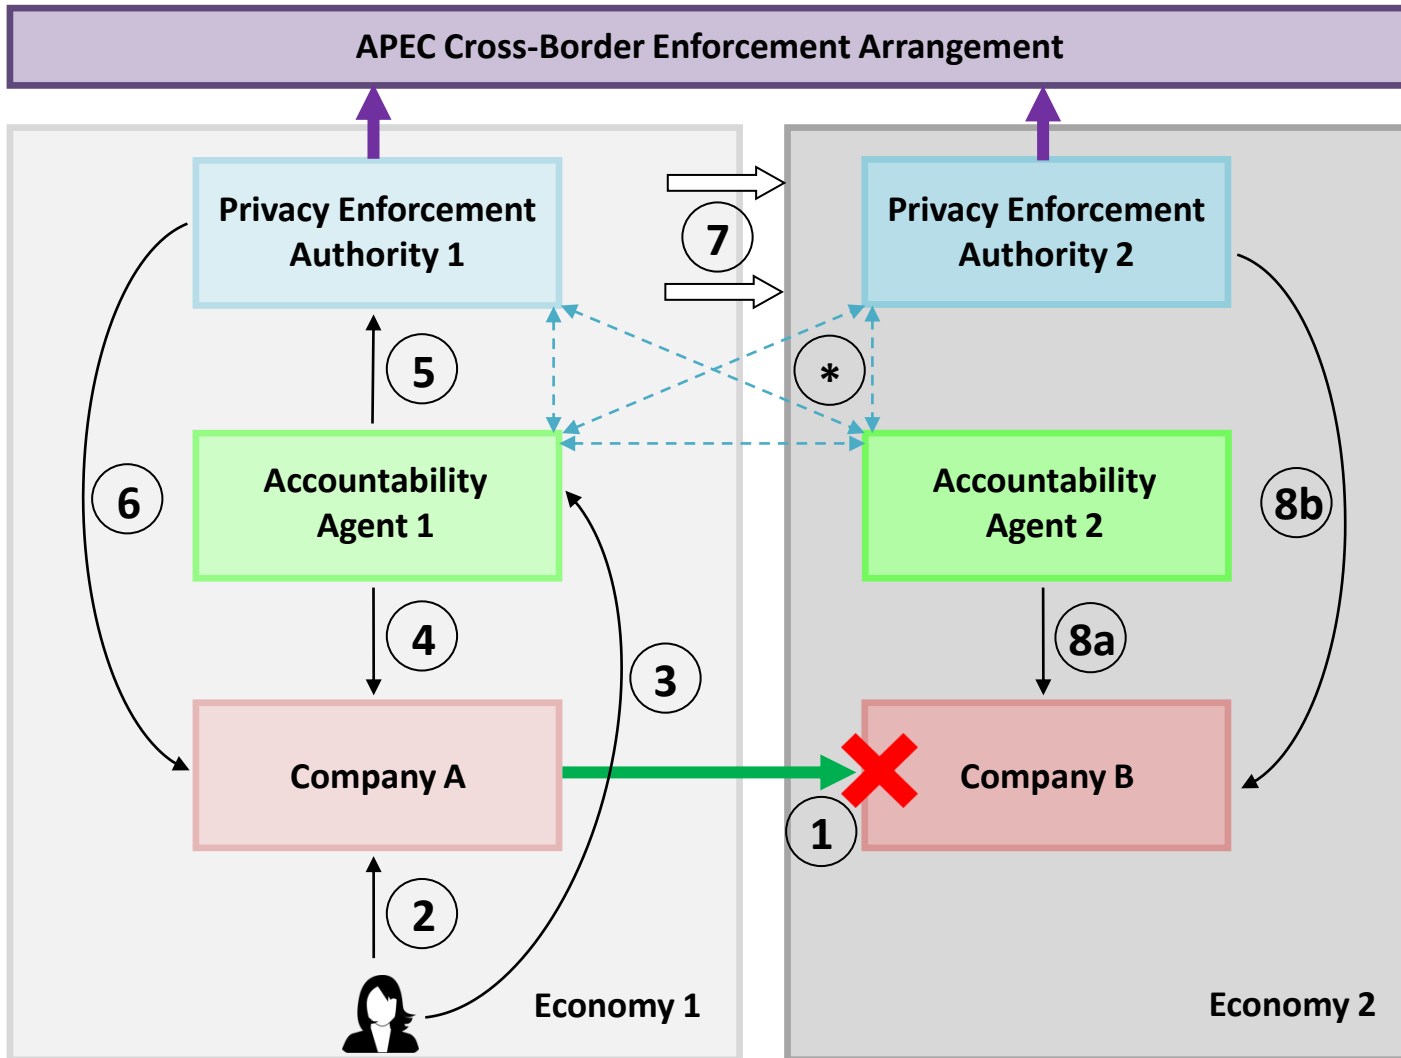 APEC Cross-Border Enforcement Arrangement
Privacy Enforcement
Authority 1
7
Privacy Enforcement
Authority 2
5
*
6
Accountability
Agent 1
Accountability
Agent 2
8b
4
3
8a
Company A
1
Company B
2
Economy 1
Economy 2